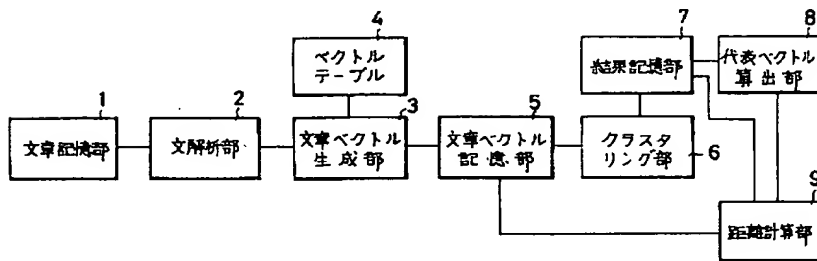 4
ベクトル
テーブル
7
結果記憶部
8
代表ベクトル
算出部
1
文章記憶部
2
文解析部
3
文章ベクトル
生成部
5
文章ベクトル
記憶部
クラスタ
リング部
6
9
距離計算部